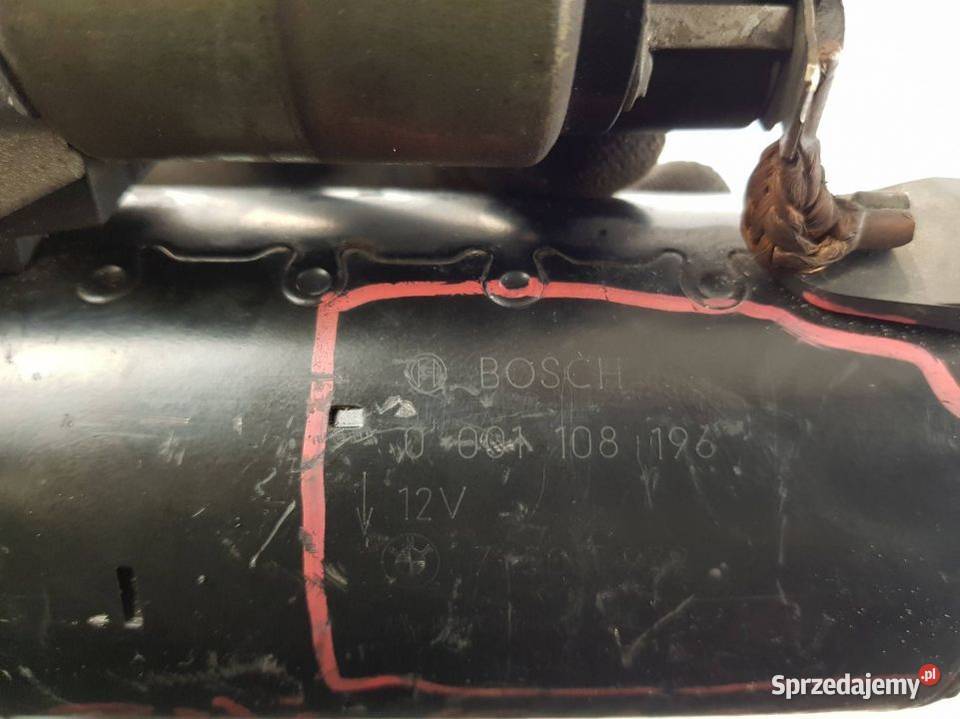 BOSCH
0 001 108 196
12V
Sprzedajemy.pl